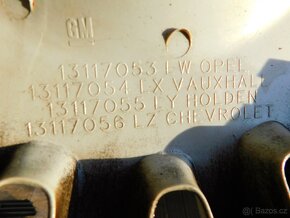 GM
13117053 LW OPEL
13117054 LX VAUXHALL
13117055 LY HOLDEN
13117056 LZ CHEVROLET
bazos.cz